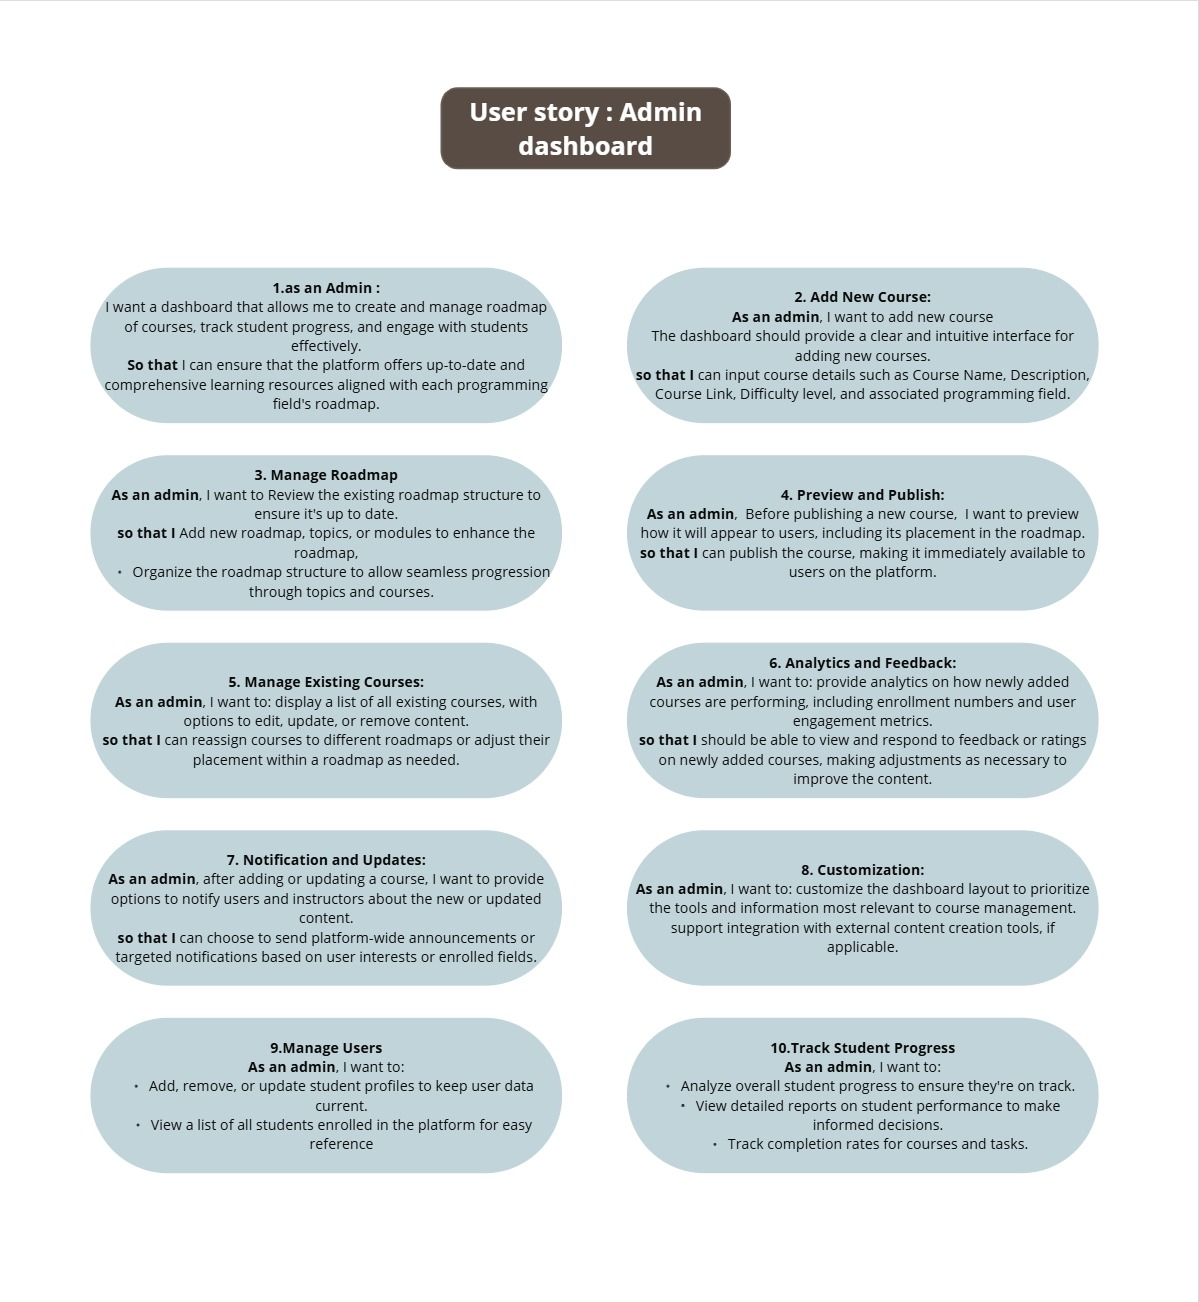 User story : Admin
dashboard
1.as an Admin :
I want a dashboard that allows me to create and manage roadmap
of courses, track student progress, and engage with students
effectively.
So that I can ensure that the platform offers up-to-date and
comprehensive learning resources aligned with each programming
field's roadmap.
2. Add New Course:
As an admin, I want to add new course
The dashboard should provide a clear and intuitive interface for
adding new courses.
so that I can input course details such as Course Name, Description,
Course Link, Difficulty level, and associated programming field.
3. Manage Roadmap
As an admin, I want to Review the existing roadmap structure to
ensure it's up to date.
so that I Add new roadmap, topics, or modules to enhance the
roadmap,
• Organize the roadmap structure to allow seamless progression
through topics and courses.
4. Preview and Publish:
As an admin,  Before publishing a new course,  I want to preview
how it will appear to users, including its placement in the roadmap.
so that I can publish the course, making it immediately available to
users on the platform.
5. Manage Existing Courses:
As an admin, I want to: display a list of all existing courses, with
options to edit, update, or remove content.
so that I can reassign courses to different roadmaps or adjust their
placement within a roadmap as needed.
6. Analytics and Feedback:
As an admin, I want to: provide analytics on how newly added
courses are performing, including enrollment numbers and user
engagement metrics.
so that I should be able to view and respond to feedback or ratings
on newly added courses, making adjustments as necessary to
improve the content.
7. Notification and Updates:
As an admin, after adding or updating a course, I want to provide
options to notify users and instructors about the new or updated
content.
so that I can choose to send platform-wide announcements or
targeted notifications based on user interests or enrolled fields.
8. Customization:
As an admin, I want to: customize the dashboard layout to prioritize
the tools and information most relevant to course management.
support integration with external content creation tools, if
applicable.
9.Manage Users
As an admin, I want to:
• Add, remove, or update student profiles to keep user data
current.
• View a list of all students enrolled in the platform for easy
reference
10.Track Student Progress
As an admin, I want to:
• Analyze overall student progress to ensure they're on track.
• View detailed reports on student performance to make
informed decisions.
• Track completion rates for courses and tasks.